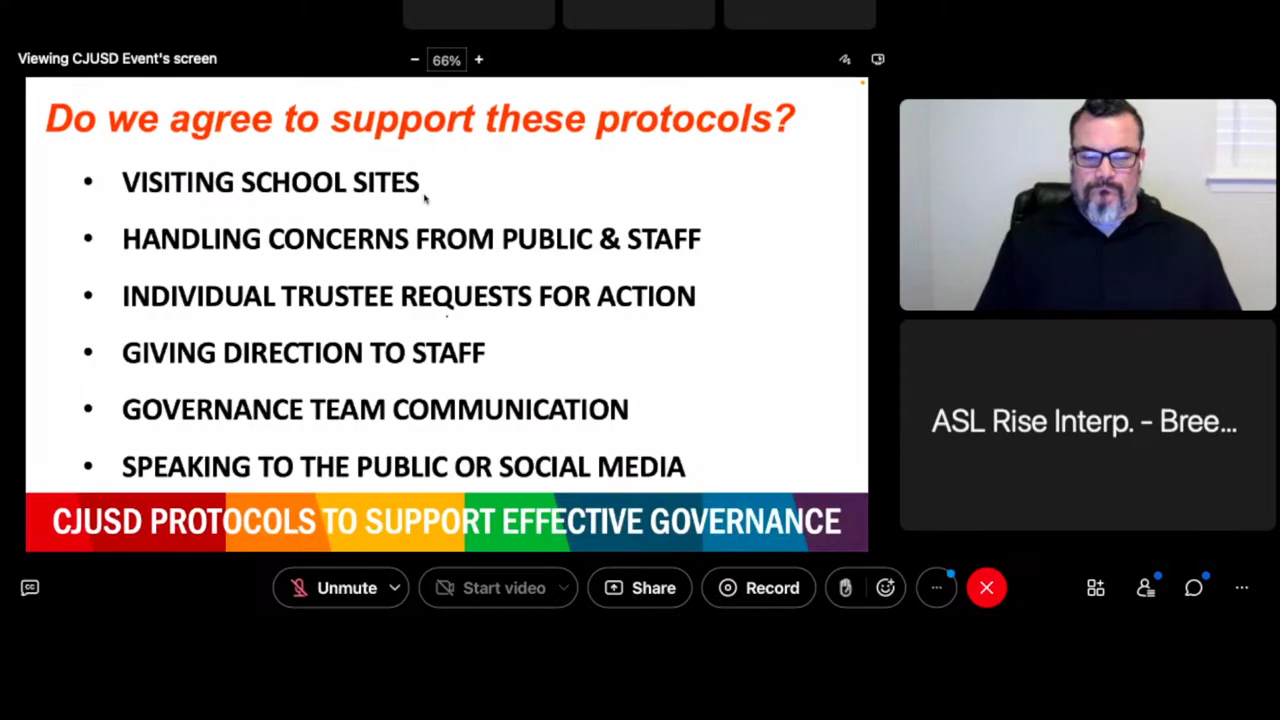 Viewing CJUSD Event's screen
66%
Do we agree to support these protocols?
• VISITING SCHOOL SITES
• HANDLING CONCERNS FROM PUBLIC & STAFF
• INDIVIDUAL TRUSTEE REQUESTS FOR ACTION
• GIVING DIRECTION TO STAFF
• GOVERNANCE TEAM COMMUNICATION
• SPEAKING TO THE PUBLIC OR SOCIAL MEDIA
CJUSD PROTOCOLS TO SUPPORT EFFECTIVE GOVERNANCE
ASL Rise Interp. - Bree...
CC
Unmute
Start video
Share
Record